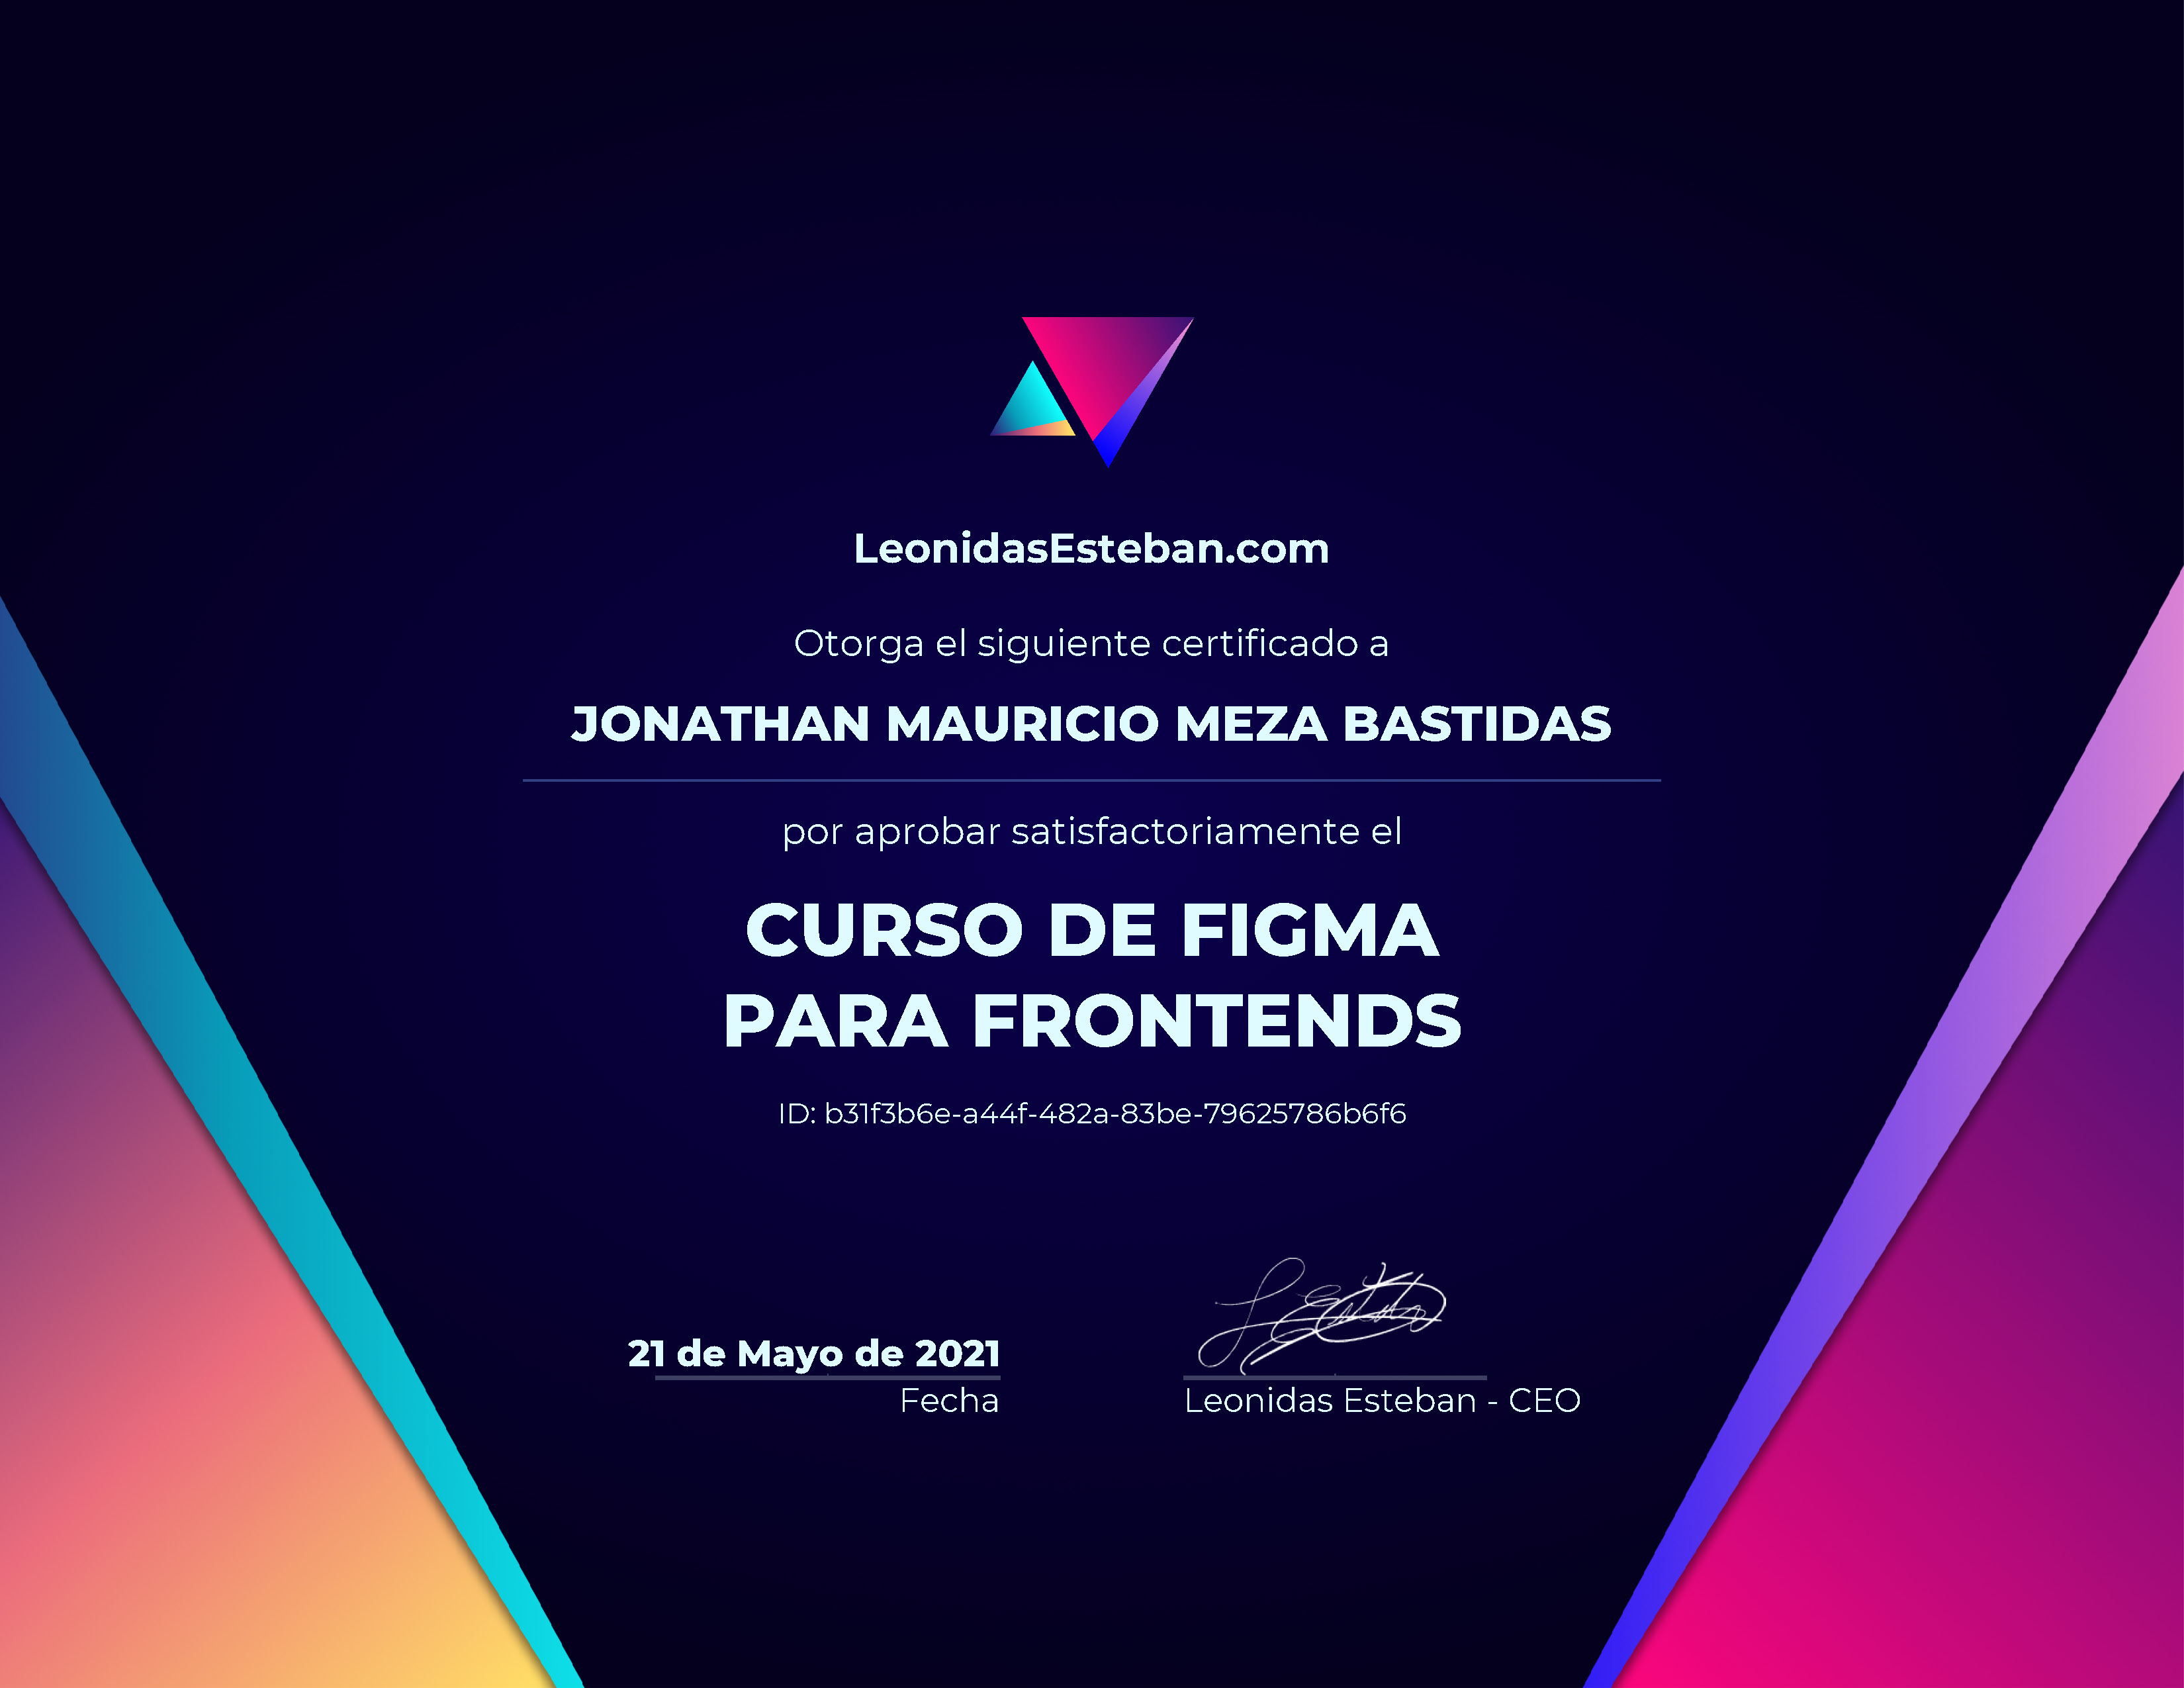 LeonidasEsteban.com
Otorga el siguiente certificado a
JONATHAN MAURICIO MEZA BASTIDAS
por aprobar satisfactoriamente el
CURSO DE FIGMA
PARA FRONTENDS
ID: b31f3b6e-a44f-482a-83be-79625786b6f6
21 de Mayo de 2021
Fecha
Leonidas Esteban - CEO